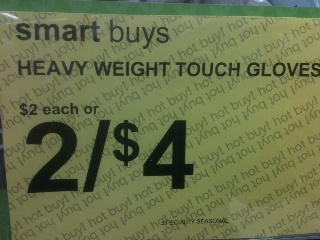 smart buys
HEAVY WEIGHT TOUCH GLOVES
$2 each or
2/$4
SPECIALTY SEASONAL